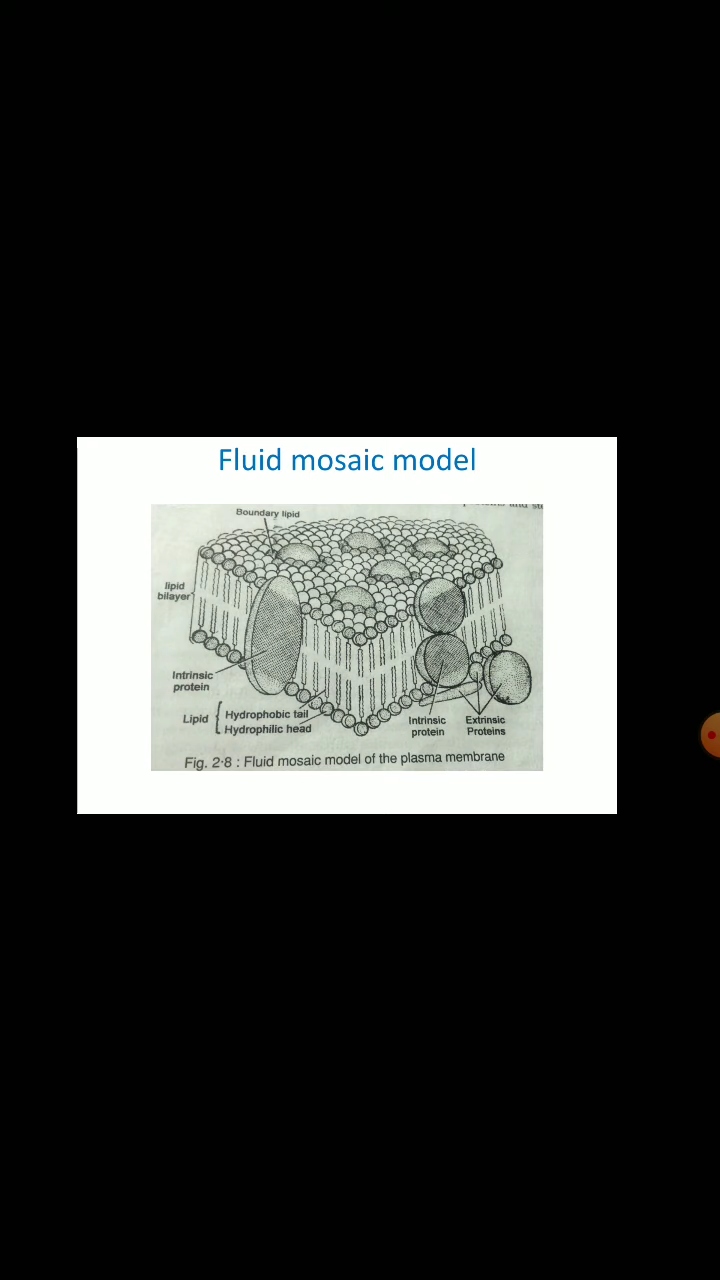 Fluid mosaic model
Boundary lipid
lipid
bilayer
Intrinsic
protein
Lipid
Hydrophobic tail
Hydrophilic head
Intrinsic
protein
Extrinsic
Proteins
Fig. 2·8 : Fluid mosaic model of the plasma membrane